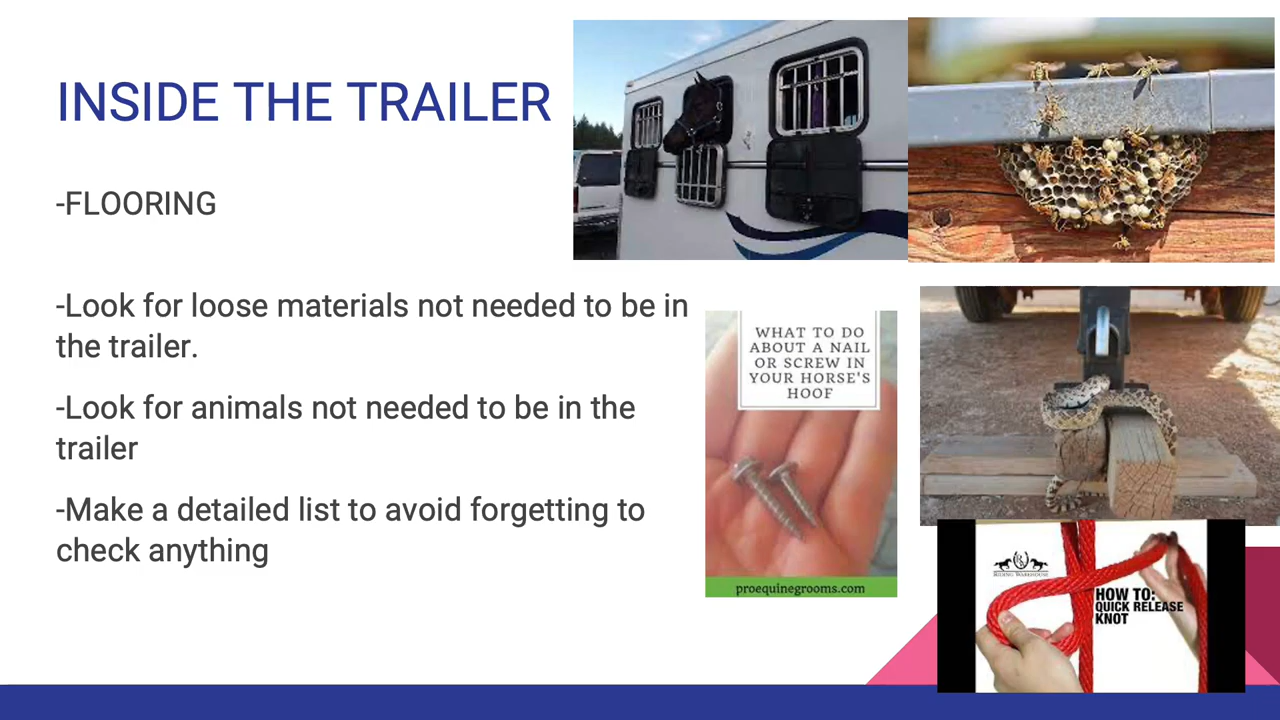 INSIDE THE TRAILER
-FLOORING
-Look for loose materials not needed to be in
the trailer.
-Look for animals not needed to be in the
trailer
-Make a detailed list to avoid forgetting to
check anything
WHAT TO DO
ABOUT A NAIL
OR SCREW IN
YOUR HORSE'S
HOOF
proequinegrooms.com
RIDING WAREHOUSE
HOW TO:
QUICK RELEASE
KNOT